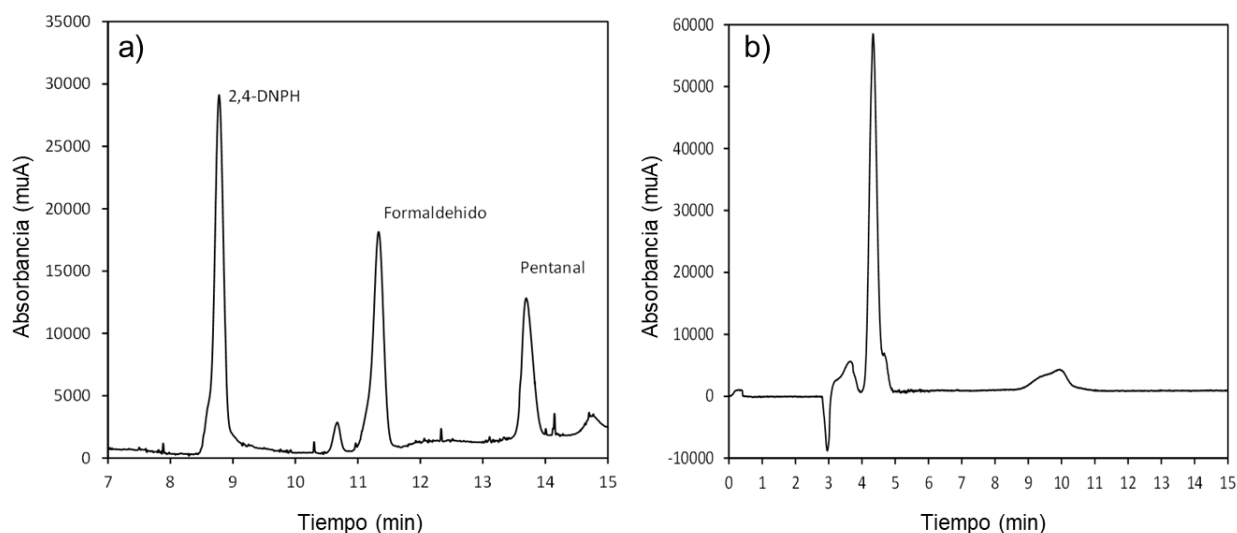 a)
35000
30000
25000
20000
15000
10000
5000
0
Absorbancia (muA)
2,4-DNPH
Formaldehido
Pentanal
7 8 9 10 11 12 13 14 15
Tiempo (min)
b)
60000
50000
40000
30000
20000
10000
0
-10000
Absorbancia (muA)
0 1 2 3 4 5 6 7 8 9 10 11 12 13 14 15
Tiempo (min)